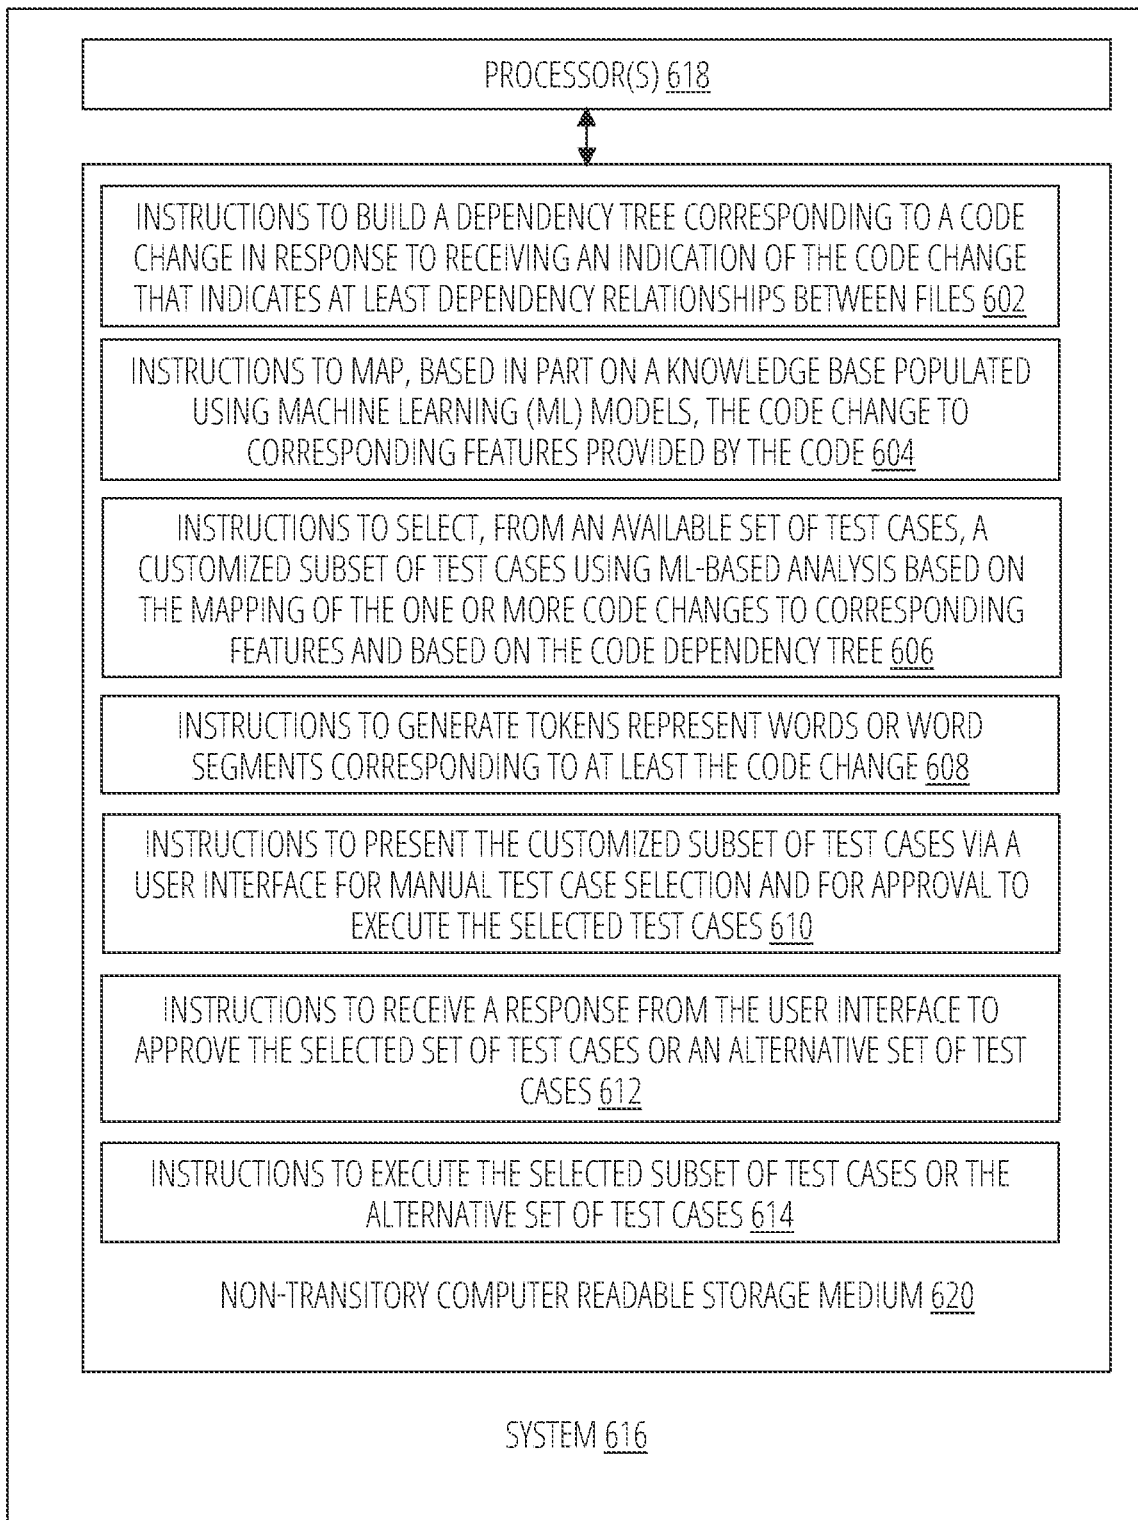 PROCESSOR(S) 618
INSTRUCTIONS TO BUILD A DEPENDENCY TREE CORRESPONDING TO A CODE
CHANGE IN RESPONSE TO RECEIVING AN INDICATION OF THE CODE CHANGE
THAT INDICATES AT LEAST DEPENDENCY RELATIONSHIPS BETWEEN FILES 602
INSTRUCTIONS TO MAP, BASED IN PART ON A KNOWLEDGE BASE POPULATED
USING MACHINE LEARNING (ML) MODELS, THE CODE CHANGE TO
CORRESPONDING FEATURES PROVIDED BY THE CODE 604
INSTRUCTIONS TO SELECT, FROM AN AVAILABLE SET OF TEST CASES, A
CUSTOMIZED SUBSET OF TEST CASES USING ML-BASED ANALYSIS BASED ON
THE MAPPING OF THE ONE OR MORE CODE CHANGES TO CORRESPONDING
FEATURES AND BASED ON THE CODE DEPENDENCY TREE 606
INSTRUCTIONS TO GENERATE TOKENS REPRESENT WORDS OR WORD
SEGMENTS CORRESPONDING TO AT LEAST THE CODE CHANGE 608
INSTRUCTIONS TO PRESENT THE CUSTOMIZED SUBSET OF TEST CASES VIA A
USER INTERFACE FOR MANUAL TEST CASE SELECTION AND FOR APPROVAL TO
EXECUTE THE SELECTED TEST CASES 610
INSTRUCTIONS TO RECEIVE A RESPONSE FROM THE USER INTERFACE TO
APPROVE THE SELECTED SET OF TEST CASES OR AN ALTERNATIVE SET OF TEST
CASES 612
INSTRUCTIONS TO EXECUTE THE SELECTED SUBSET OF TEST CASES OR THE
ALTERNATIVE SET OF TEST CASES 614
NON-TRANSITORY COMPUTER READABLE STORAGE MEDIUM 620
SYSTEM 616